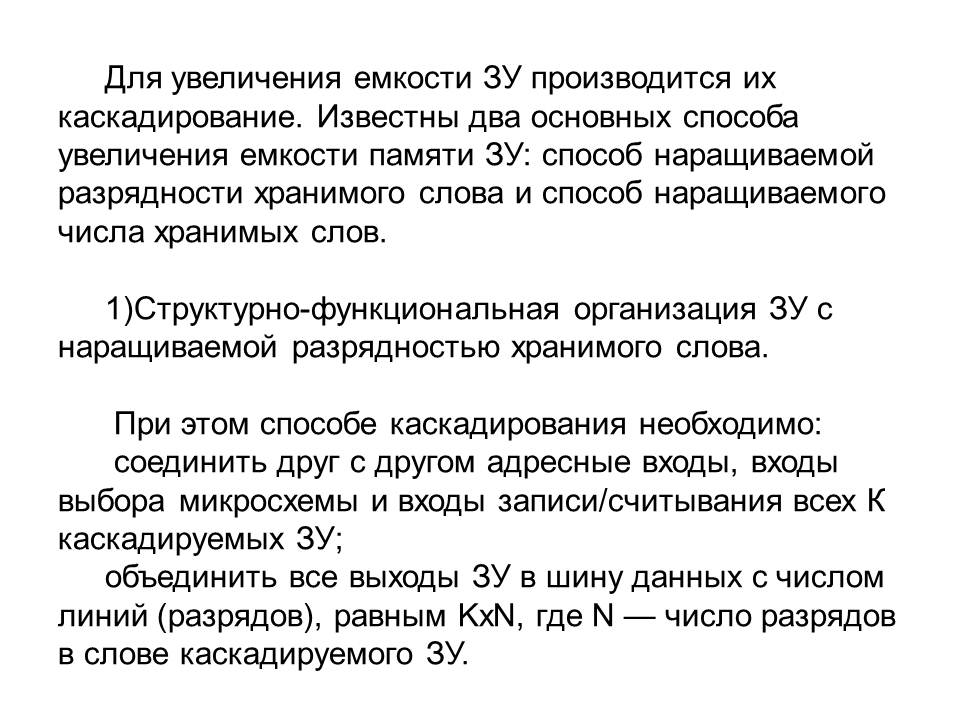 Для увеличения емкости ЗУ производится их
каскадирование. Известны два основных способа
увеличения емкости памяти ЗУ: способ наращиваемой
разрядности хранимого слова и способ наращиваемого
числа хранимых слов.
1)Структурно-функциональная организация ЗУ с
наращиваемой разрядностью хранимого слова.
При этом способе каскадирования необходимо:
соединить друг с другом адресные входы, входы
выбора микросхемы и входы записи/считывания всех К
каскадируемых ЗУ;
объединить все выходы ЗУ в шину данных с числом
линий (разрядов), равным KxN, где N — число разрядов
в слове каскадируемого ЗУ.